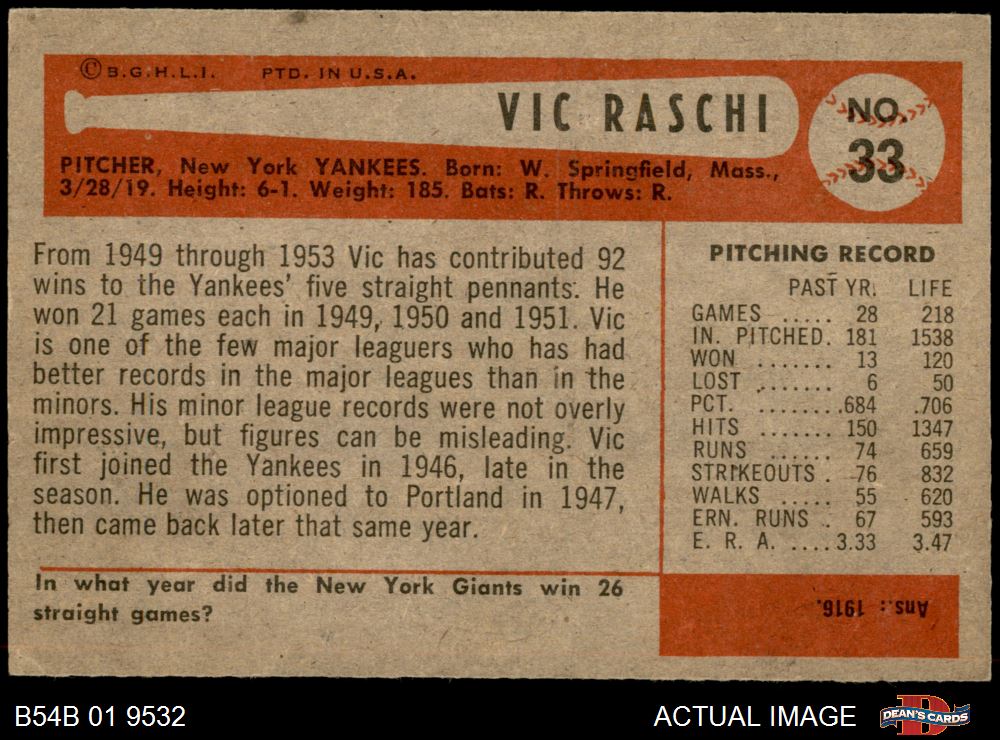 © B.G.H.L.I. PTD. IN U.S.A.
VIC RASCHI
NO.
33
PITCHER, New York YANKEES. Born: W. Springfield, Mass.,
3/28/19. Height: 6-1. Weight: 185. Bats: R. Throws: R.
From 1949 through 1953 Vic has contributed 92
wins to the Yankees' five straight pennants. He
won 21 games each in 1949, 1950 and 1951. Vic
is one of the few major leaguers who has had
better records in the major leagues than in the
minors. His minor league records were not overly
impressive, but figures can be misleading. Vic
first joined the Yankees in 1946, late in the
season. He was optioned to Portland in 1947,
then came back later that same year.
PITCHING RECORD
PAST YR. LIFE
GAMES ..... 28 218
IN. PITCHED. 181 1538
WON ....... 13 120
LOST ....... 6 50
PCT. ........ .684 .706
HITS ....... 150 1347
RUNS ...... 74 659
STRIKEOUTS . 76 832
WALKS ..... 55 620
ERN. RUNS .. 67 593
E. R. A. .... 3.33 3.47
In what year did the New York Giants win 26
straight games?
Ans.: 1916.
B54B 01 9532
ACTUAL IMAGE
D
DEAN'S CARDS